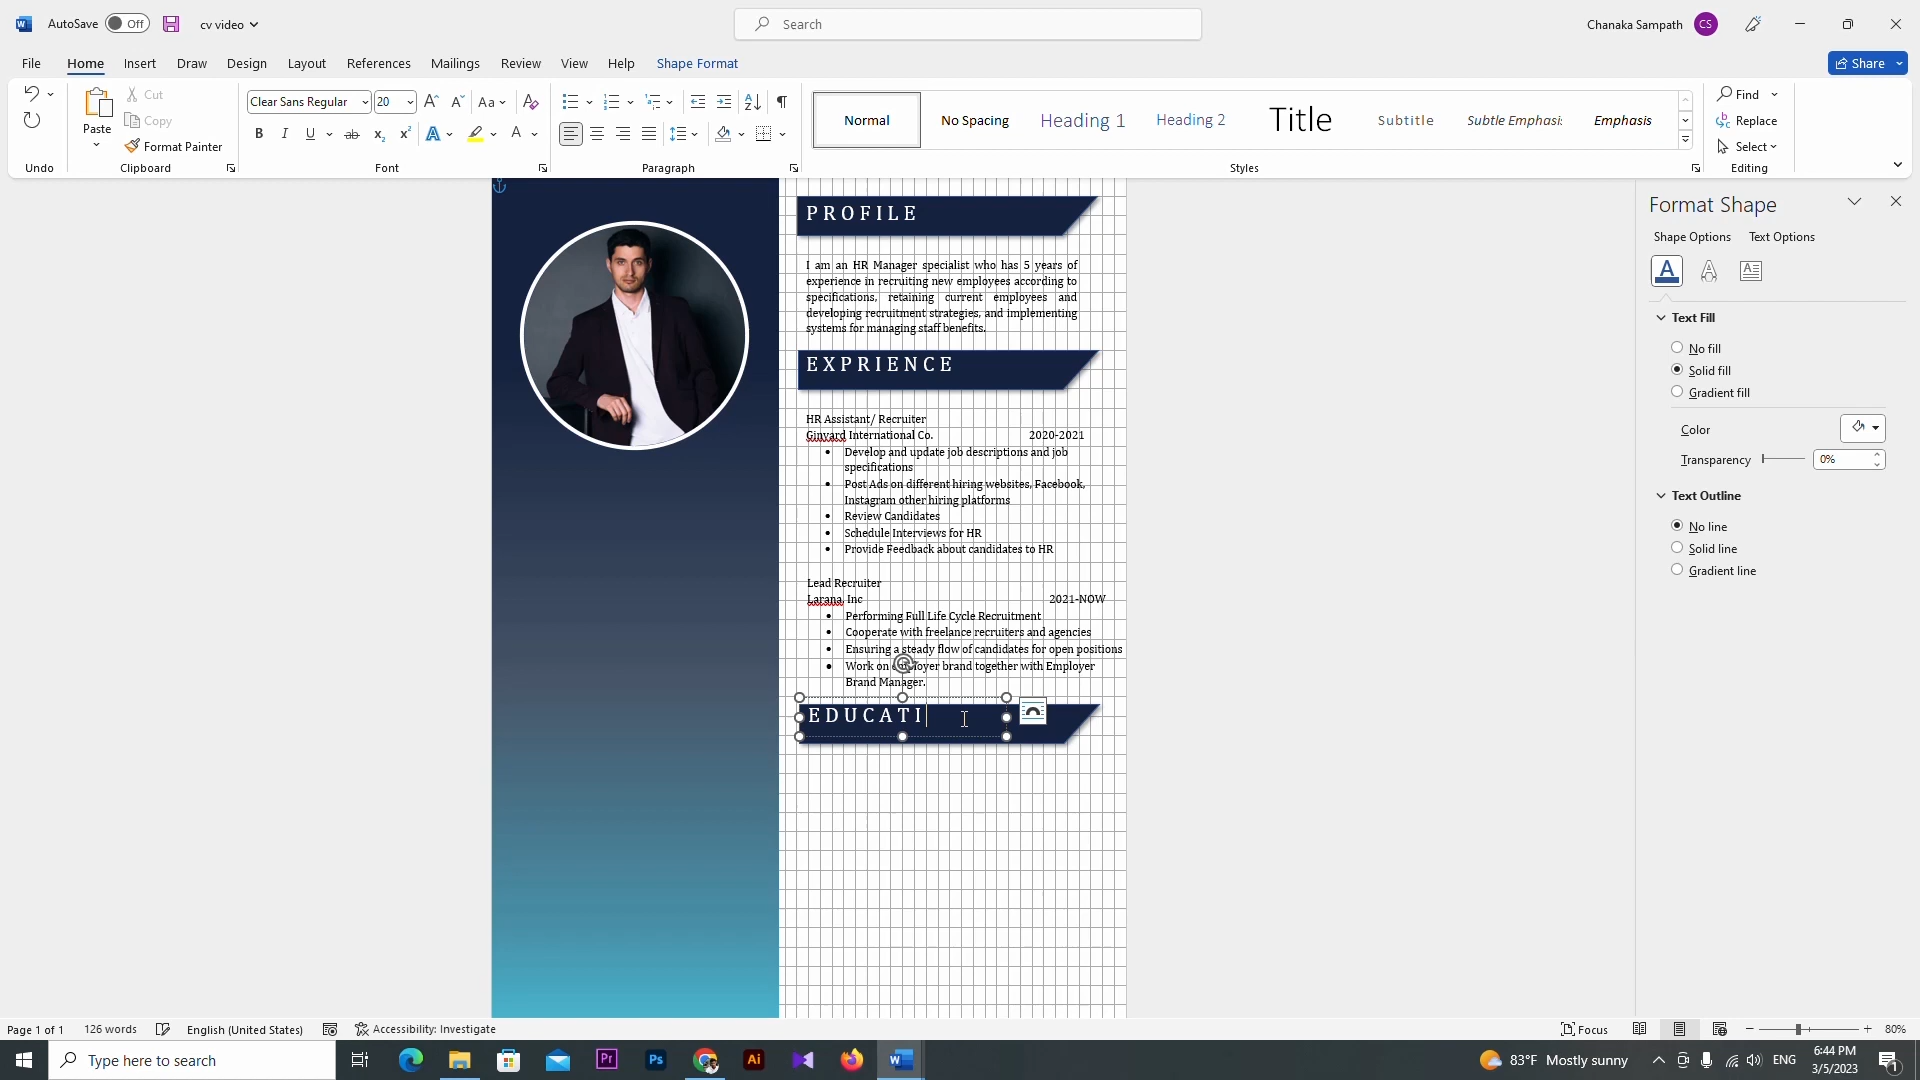 AutoSave Off cv video Search Chanaka Sampath CS
File Home Insert Draw Design Layout References Mailings Review View Help Shape Format Share
Clear Sans Regular 20 Aa
Cut
Copy
Paste
Format Painter
Normal No Spacing Heading 1 Heading 2 Title Subtitle Subtle Emphasis Emphasis
Find
Replace
Select
Undo Clipboard Font Paragraph Styles Editing
PROFILE
I am an HR Manager specialist who has 5 years of
experience in recruiting new employees according to
specifications, retaining current employees and
developing recruitment strategies, and implementing
systems for managing staff benefits.
EXPRIENCE
HR Assistant/ Recruiter
Ginyard International Co. 2020-2021
• Develop and update job descriptions and job
specifications
• Post Ads on different hiring websites, Facebook,
Instagram other hiring platforms
• Review Candidates
• Schedule Interviews for HR
• Provide Feedback about candidates to HR
Lead Recruiter
Larana, Inc 2021-NOW
• Performing Full Life Cycle Recruitment
• Cooperate with freelance recruiters and agencies
• Ensuring a steady flow of candidates for open positions
• Work on employer brand together with Employer
Brand Manager.
EDUCATI
Format Shape
Shape Options Text Options
Text Fill
No fill
Solid fill
Gradient fill
Color
Transparency 0%
Text Outline
No line
Solid line
Gradient line
Page 1 of 1 126 words English (United States) Accessibility: Investigate Focus 80%
Type here to search Pr Ps Ai 83°F Mostly sunny ENG 6:44 PM
3/5/2023 1